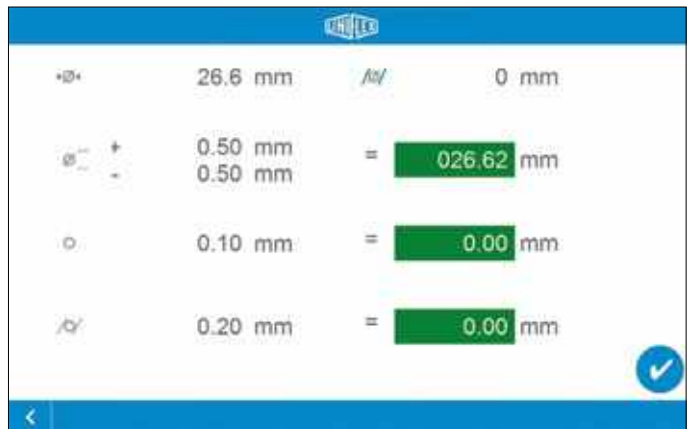 UNIFLEX
26.6 mm 0 mm
+ 0.50 mm = 026.62 mm
- 0.50 mm
0.10 mm = 0.00 mm
0.20 mm = 0.00 mm